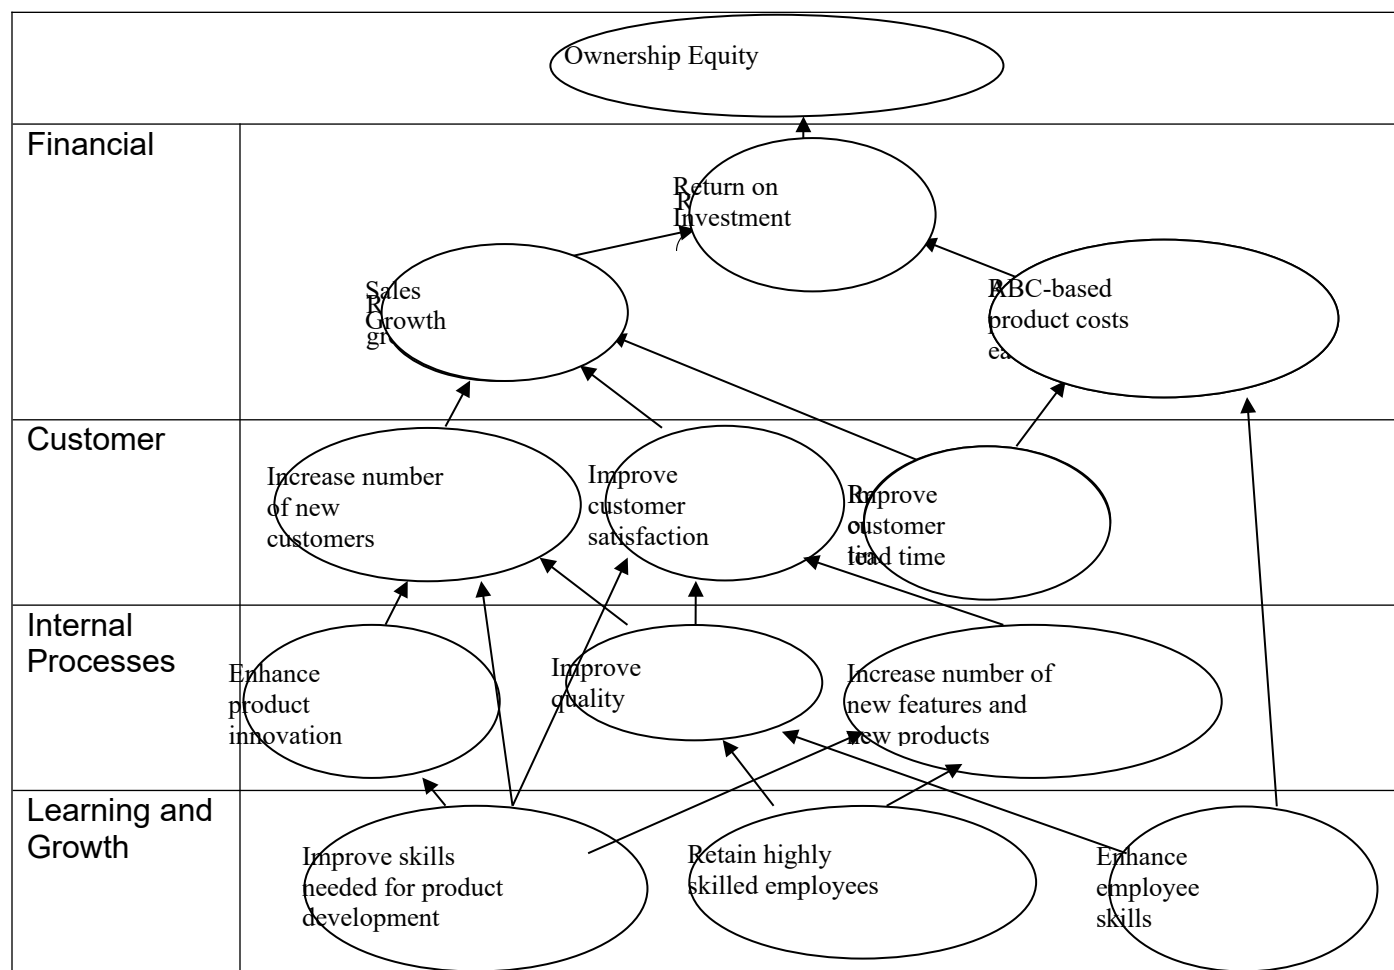 Ownership Equity
Financial
Return on
Investment
Sales
Growth
ABC-based
product costs
Customer
Increase number
of new
customers
Improve
customer
satisfaction
Improve
customer
lead time
Internal
Processes
Enhance
product
innovation
Improve
quality
Increase number of
new features and
new products
Learning and
Growth
Improve skills
needed for product
development
Retain highly
skilled employees
Enhance
employee
skills